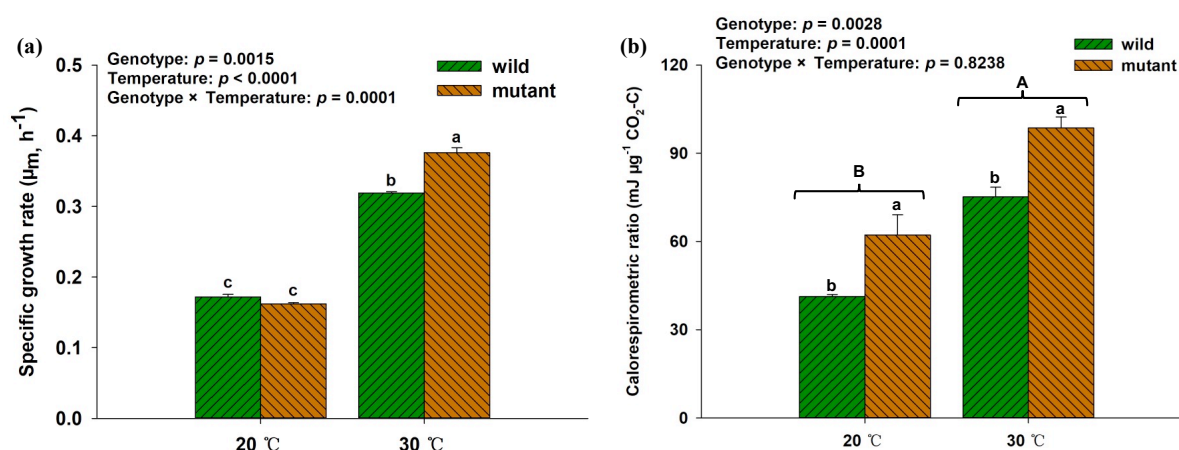 (a)
Genotype: p = 0.0015
Temperature: p < 0.0001
Genotype × Temperature: p = 0.0001
wild
mutant
Specific growth rate (µm, h-1)
0.5
0.4
0.3
0.2
0.1
0.0
c
c
b
a
20 ℃
30 ℃
(b)
Genotype: p = 0.0028
Temperature: p = 0.0001
Genotype × Temperature: p = 0.8238
wild
mutant
Calorespirometric ratio (mJ µg-1 CO2-C)
120
90
60
30
0
B
b
a
A
b
a
20 ℃
30 ℃